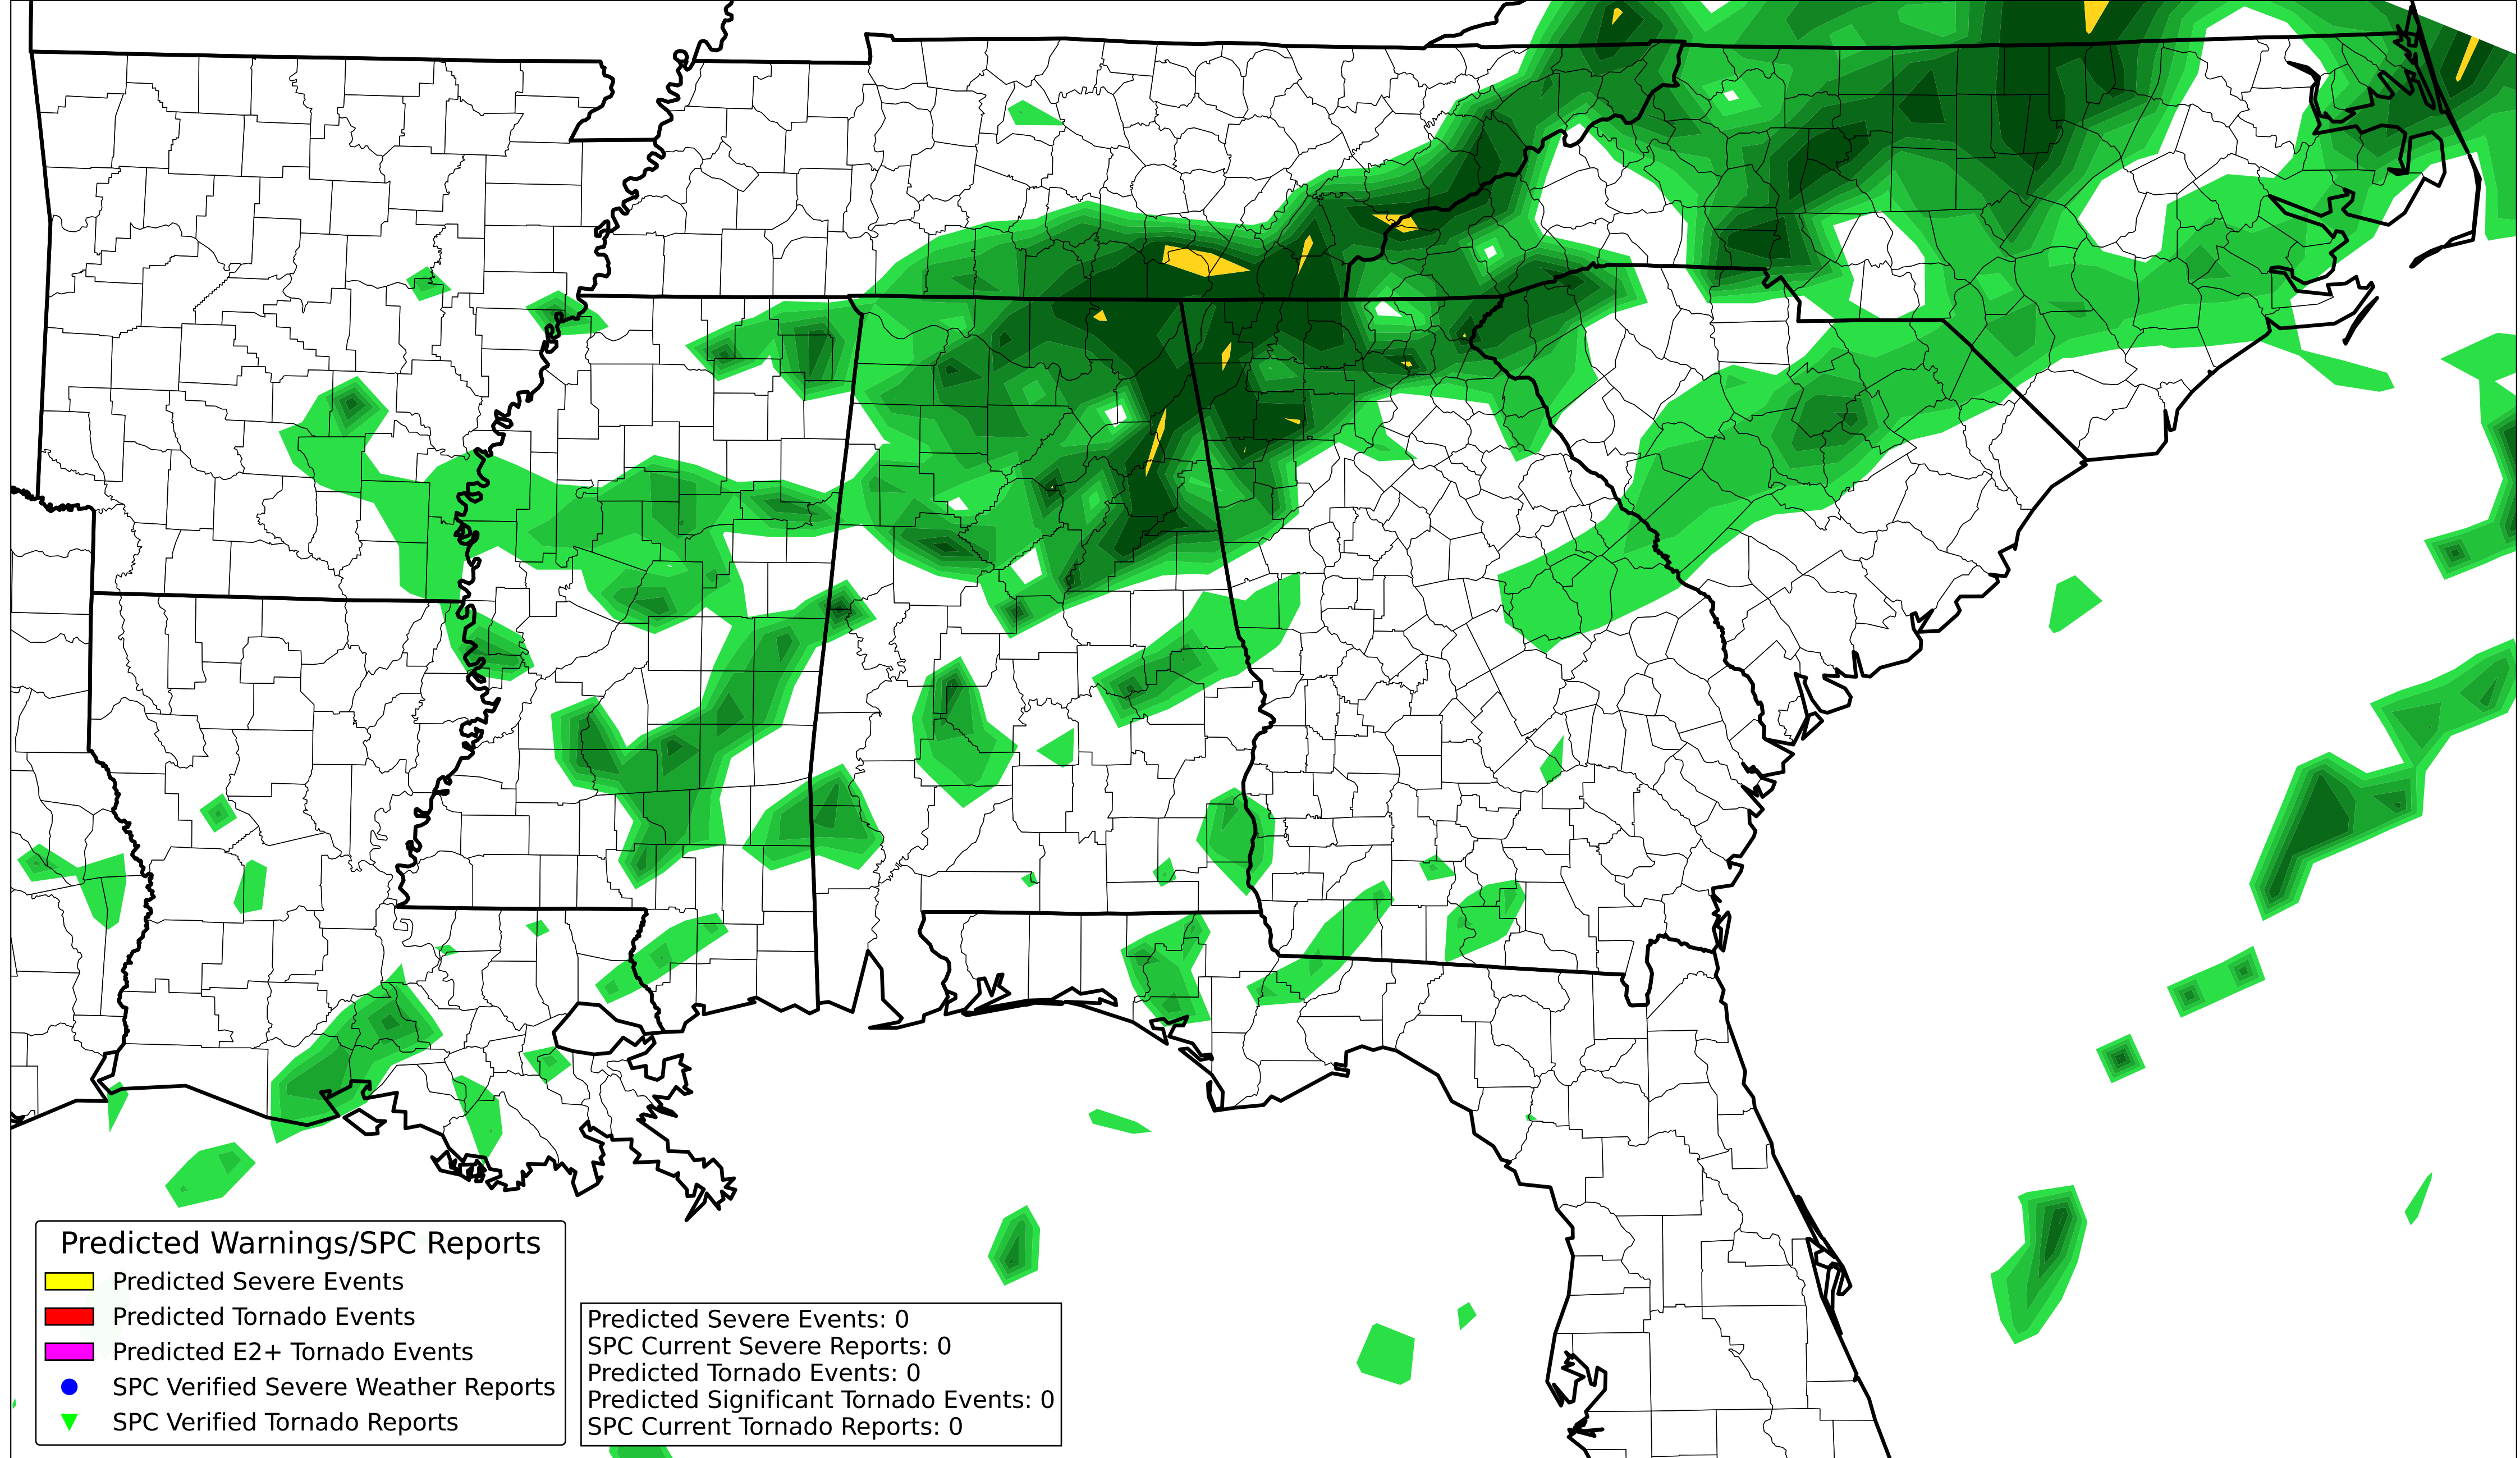 Predicted Warnings/SPC Reports
Predicted Severe Events
Predicted Tornado Events
Predicted E2+ Tornado Events
SPC Verified Severe Weather Reports
SPC Verified Tornado Reports
Predicted Severe Events: 0
SPC Current Severe Reports: 0
Predicted Tornado Events: 0
Predicted Significant Tornado Events: 0
SPC Current Tornado Reports: 0